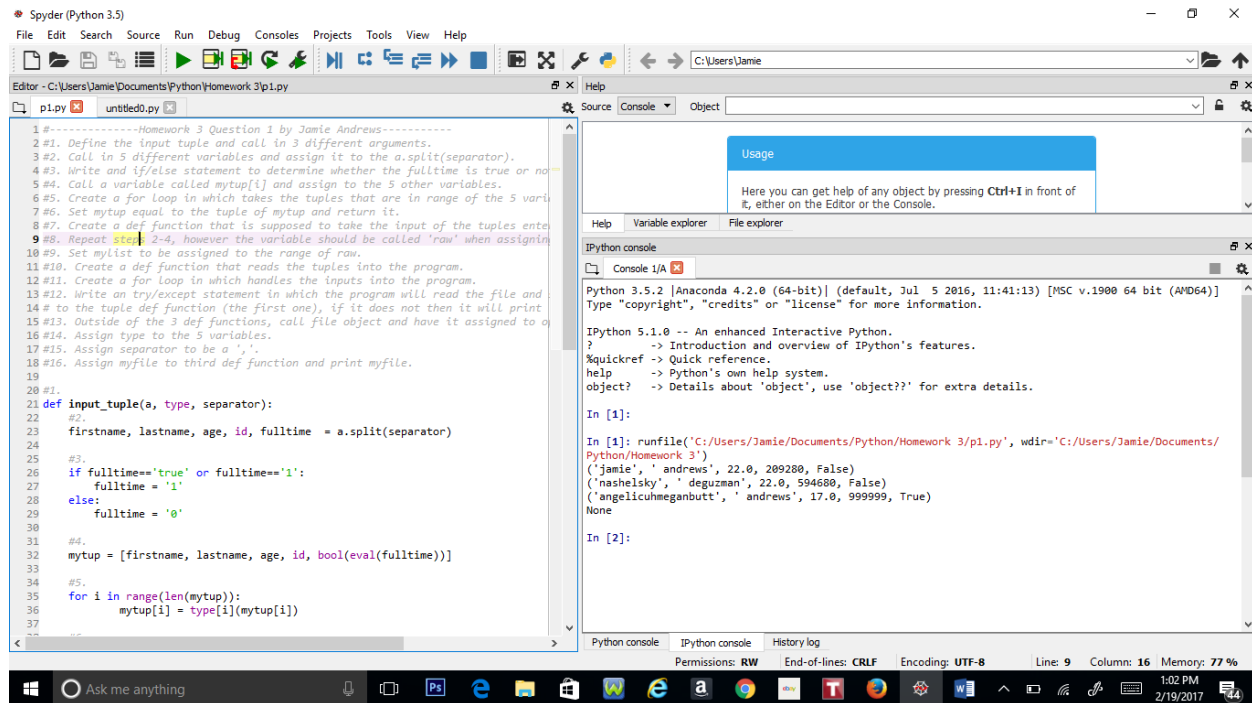 Spyder (Python 3.5)
File Edit Search Source Run Debug Consoles Projects Tools View Help
C:\Users\Jamie
Editor - C:\Users\Jamie\Documents\Python\Homework 3\p1.py
p1.py untitled0.py
1 #--------------Homework 3 Question 1 by Jamie Andrews-----------
2 #1. Define the input tuple and call in 3 different arguments.
3 #2. Call in 5 different variables and assign it to the a.split(separator).
4 #3. Write and if/else statement to determine whether the fulltime is true or no
5 #4. Call a variable called mytup[i] and assign to the 5 other variables.
6 #5. Create a for loop in which takes the tuples that are in range of the 5 vari
7 #6. Set mytup equal to the tuple of mytup and return it.
8 #7. Create a def function that is supposed to take the input of the tuples ente
9 #8. Repeat steps 2-4, however the variable should be called 'raw' when assigning
10 #9. Set mylist to be assigned to the range of raw.
11 #10. Create a def function that reads the tuples into the program.
12 #11. Create a for loop in which handles the inputs into the program.
13 #12. Write an try/except statement in which the program will read the file and
14 # to the tuple def function (the first one), if it does not then it will print
15 #13. Outside of the 3 def functions, call file object and have it assigned to o
16 #14. Assign type to the 5 variables.
17 #15. Assign separator to be a ','.
18 #16. Assign myfile to third def function and print myfile.
19
20 #1.
21 def input_tuple(a, type, separator):
22 #2.
23 firstname, lastname, age, id, fulltime = a.split(separator)
24
25 #3.
26 if fulltime=='true' or fulltime=='1':
27 fulltime = '1'
28 else:
29 fulltime = '0'
30
31 #4.
32 mytup = [firstname, lastname, age, id, bool(eval(fulltime))]
33
34 #5.
35 for i in range(len(mytup)):
36 mytup[i] = type[i](mytup[i])
37
Help
Source Console Object
Usage
Here you can get help of any object by pressing Ctrl+I in front of
it, either on the Editor or the Console.
Help Variable explorer File explorer
IPython console
Console 1/A
Python 3.5.2 |Anaconda 4.2.0 (64-bit)| (default, Jul 5 2016, 11:41:13) [MSC v.1900 64 bit (AMD64)]
Type "copyright", "credits" or "license" for more information.
IPython 5.1.0 -- An enhanced Interactive Python.
? -> Introduction and overview of IPython's features.
%quickref -> Quick reference.
help -> Python's own help system.
object? -> Details about 'object', use 'object??' for extra details.
In [1]:
In [1]: runfile('C:/Users/Jamie/Documents/Python/Homework 3/p1.py', wdir='C:/Users/Jamie/Documents/
Python/Homework 3')
('jamie', ' andrews', 22.0, 209280, False)
('nashelsky', ' deguzman', 22.0, 594680, False)
('angelicuhmeganbutt', ' andrews', 17.0, 999999, True)
None
In [2]:
Python console IPython console History log
Permissions: RW End-of-lines: CRLF Encoding: UTF-8 Line: 9 Column: 16 Memory: 77 %
Ask me anything
Ps
W
a
ebay
T
1:02 PM
2/19/2017
44